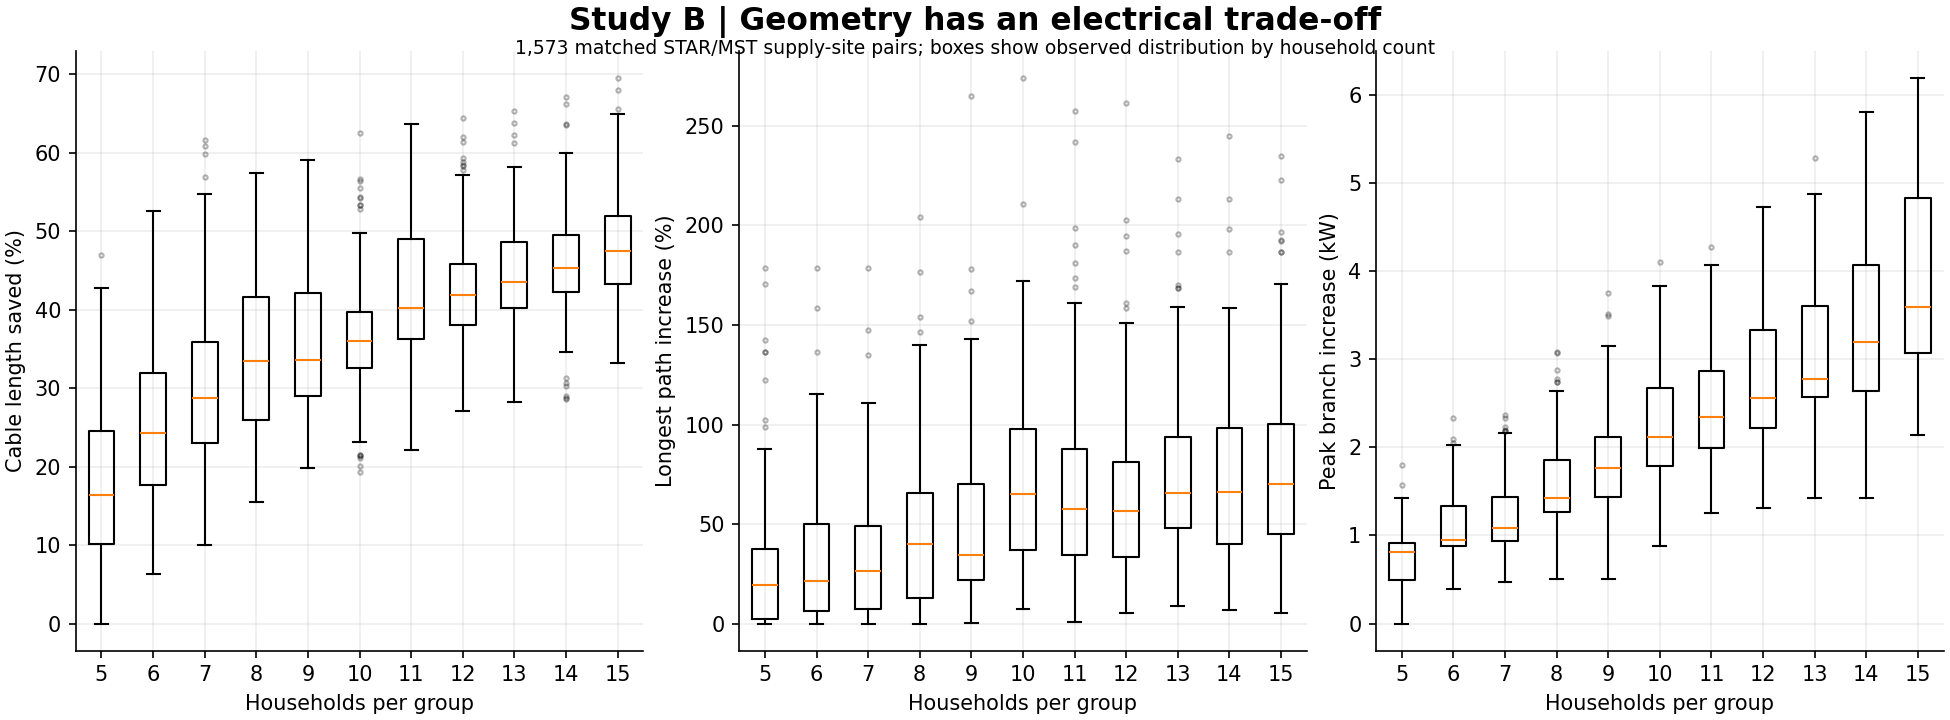 Study B | Geometry has an electrical trade-off
1,573 matched STAR/MST supply-site pairs; boxes show observed distribution by household count
Cable length saved (%)
70
60
50
40
30
20
10
0
5 6 7 8 9 10 11 12 13 14 15
Households per group
Longest path increase (%)
250
200
150
100
50
0
5 6 7 8 9 10 11 12 13 14 15
Households per group
Peak branch increase (kW)
6
5
4
3
2
1
0
5 6 7 8 9 10 11 12 13 14 15
Households per group